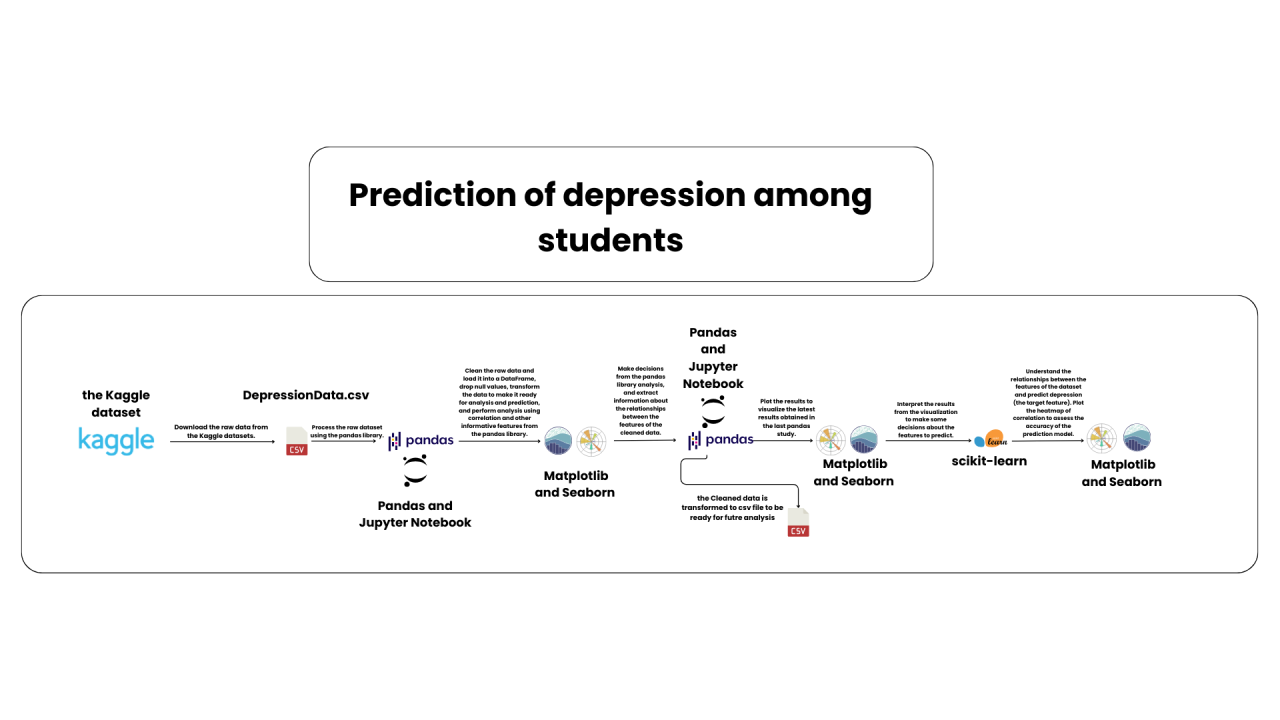 Prediction of depression among
students
the Kaggle
dataset
kaggle
Download the raw data from
the Kaggle datasets.
DepressionData.csv
CSV
Process the raw dataset
using the pandas library.
pandas
Pandas and
Jupyter Notebook
Clean the raw data and
load it into a DataFrame,
drop null values, transform
the data to make it ready
for analysis and prediction,
and perform analysis using
correlation and other
informative features from
the pandas library.
Matplotlib
and Seaborn
Make decisions
from the pandas
library analysis,
and extract
information about
the relationships
between the
features of the
cleaned data.
Pandas
and
Jupyter
Notebook
pandas
the Cleaned data is
transformed to csv file to be
ready for futre analysis
CSV
Plot the results to
visualize the latest
results obtained in
the last pandas
study.
Matplotlib
and Seaborn
Interpret the results
from the visualization
to make some
decisions about the
features to predict.
learn
scikit-learn
Understand the
relationships between the
features of the dataset
and predict depression
(the target feature). Plot
the heatmap of
correlation to assess the
accuracy of the
prediction model.
Matplotlib
and Seaborn